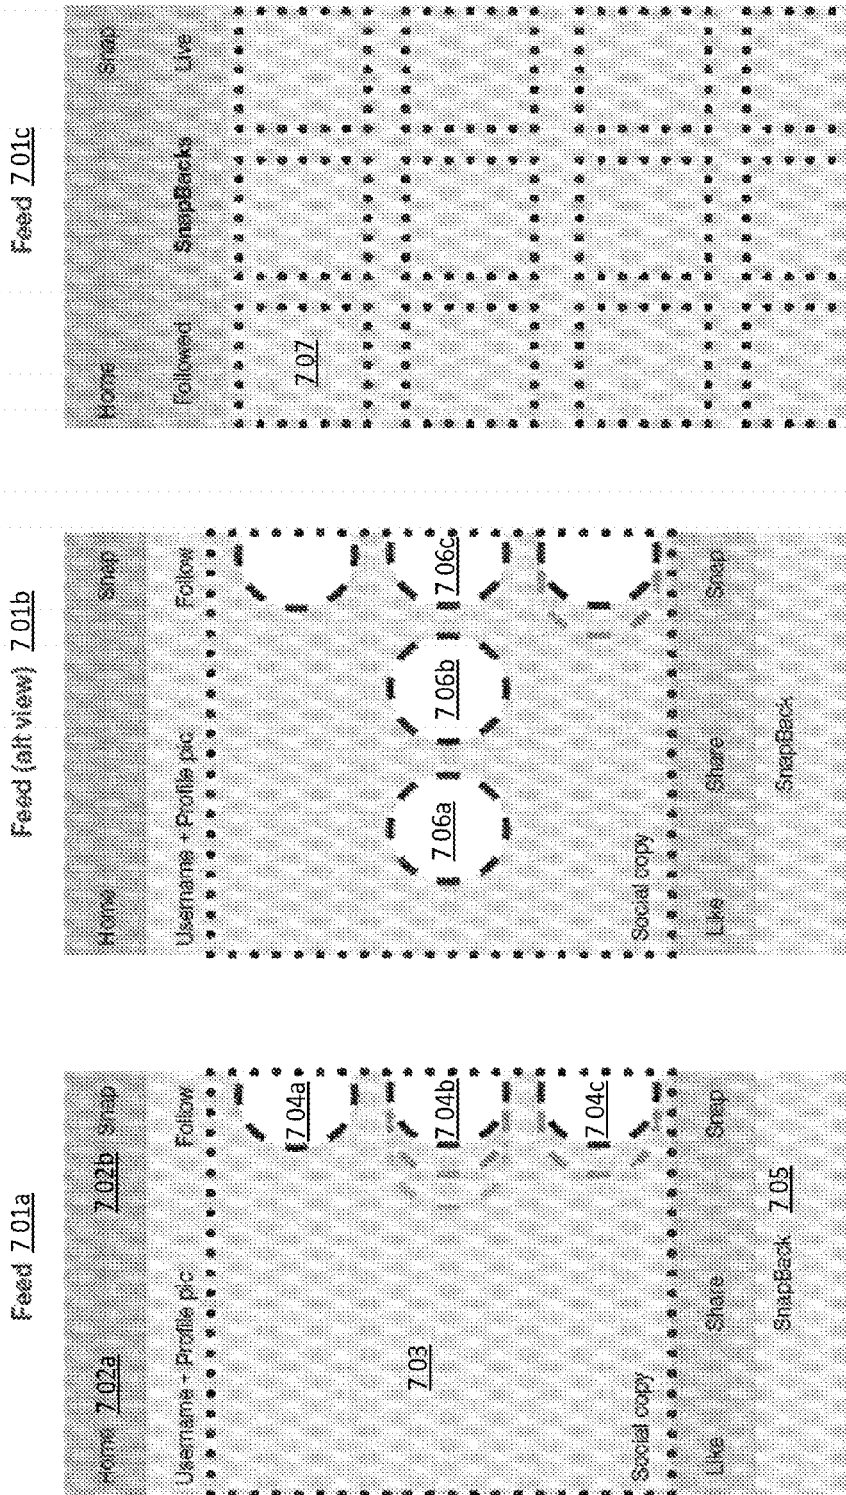 Feed 7.01a
Home 7.02a 7.02b Snap
Username + Profile pic Follow
7.04a
7.03 7.04b
7.04c
Social copy
Like Share Snap
SnapBack 7.05
Feed (alt view) 7.01b
Home Snap
Username + Profile pic Follow
7.06a 7.06b 7.06c
Social copy
Like Share Snap
SnapBack
Feed 7.01c
Home Snap
Followed SnapBacks Live
7.07